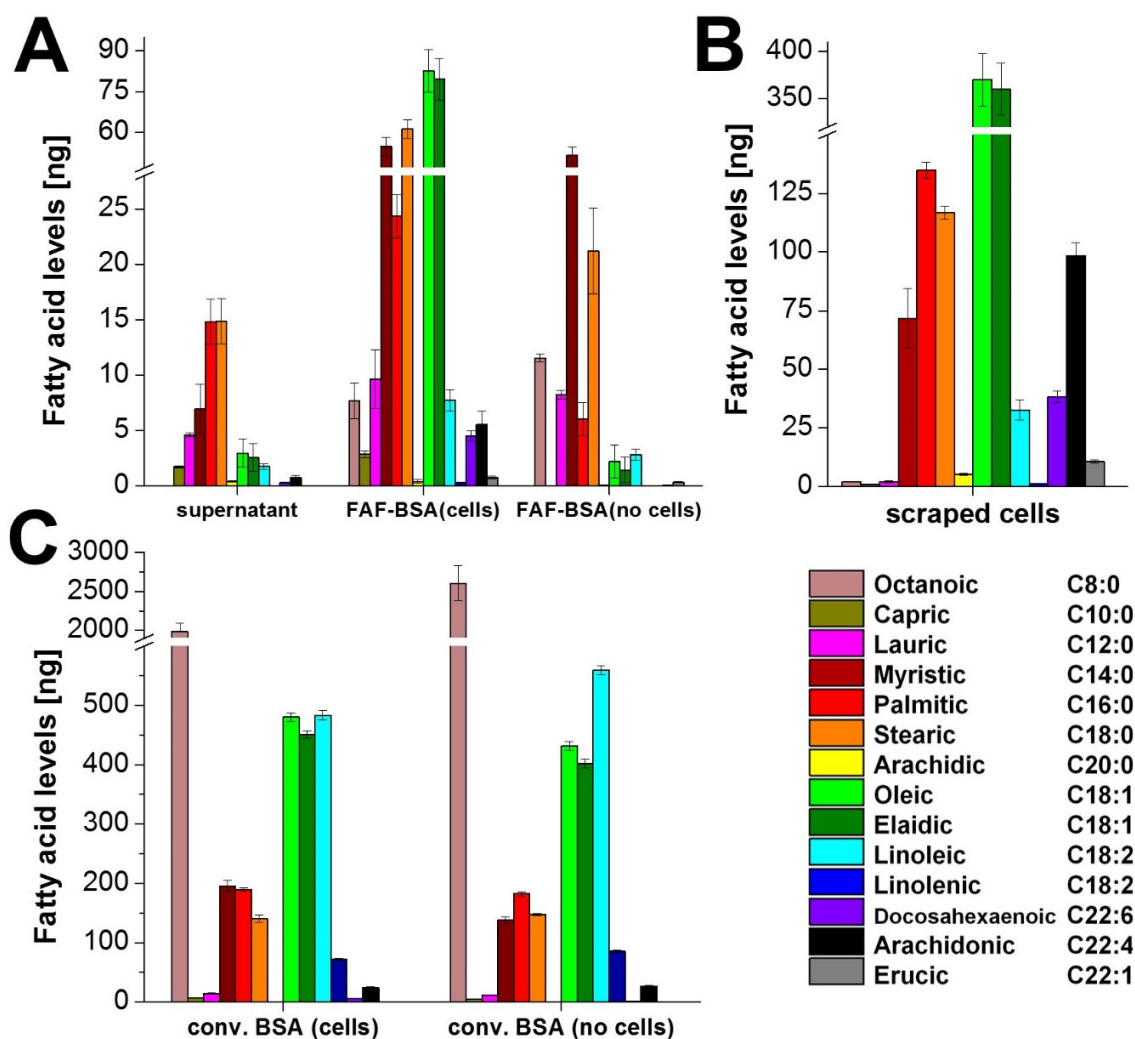 A
Fatty acid levels [ng]
90
75
60
25
20
15
10
5
0
supernatant
FAF-BSA(cells)
FAF-BSA(no cells)
B
Fatty acid levels [ng]
400
350
125
100
75
50
25
0
scraped cells
C
Fatty acid levels [ng]
3000
2500
2000
500
400
300
200
100
0
conv. BSA (cells)
conv. BSA (no cells)
Octanoic C8:0
Capric C10:0
Lauric C12:0
Myristic C14:0
Palmitic C16:0
Stearic C18:0
Arachidic C20:0
Oleic C18:1
Elaidic C18:1
Linoleic C18:2
Linolenic C18:2
Docosahexaenoic C22:6
Arachidonic C22:4
Erucic C22:1